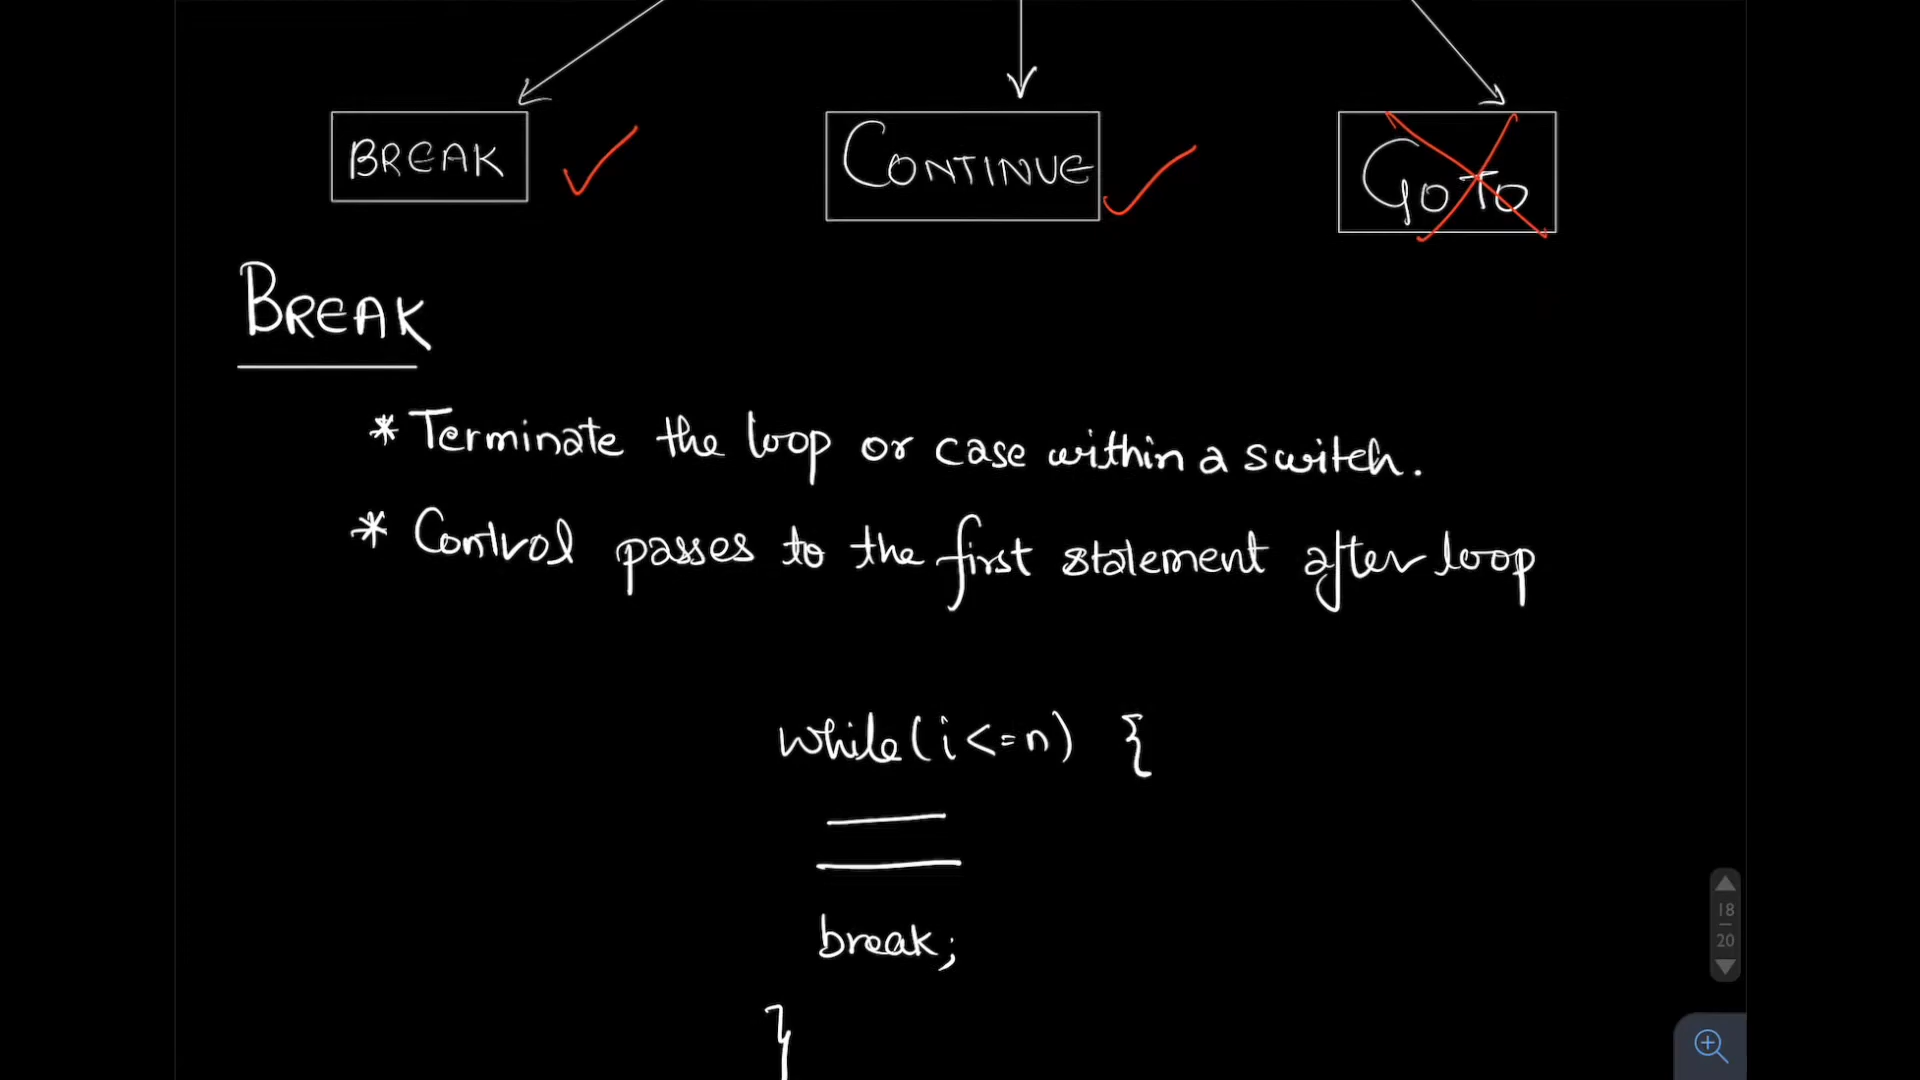 BREAK
CONTINUE
GOTO
BREAK
* Terminate the loop or case within a switch.
* Control passes to the first statement after loop
while(i<=n) {
break;
}
18
20